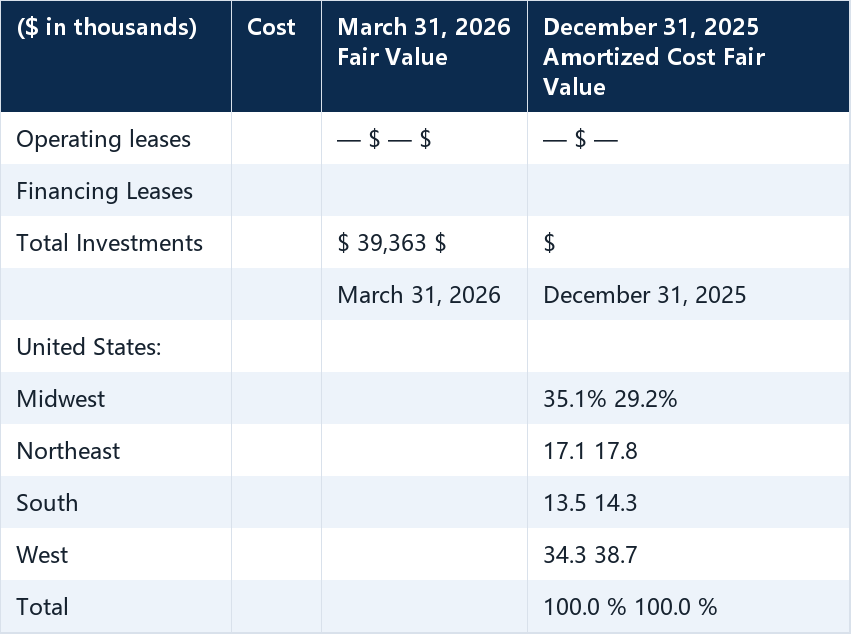 ($ in thousands) Cost March 31, 2026 December 31, 2025
Fair Value Amortized Cost Fair
Value
Operating leases — $ — $ — $ —
Financing Leases
Total Investments $ 39,363 $ $
March 31, 2026 December 31, 2025
United States:
Midwest 35.1% 29.2%
Northeast 17.1 17.8
South 13.5 14.3
West 34.3 38.7
Total 100.0 % 100.0 %